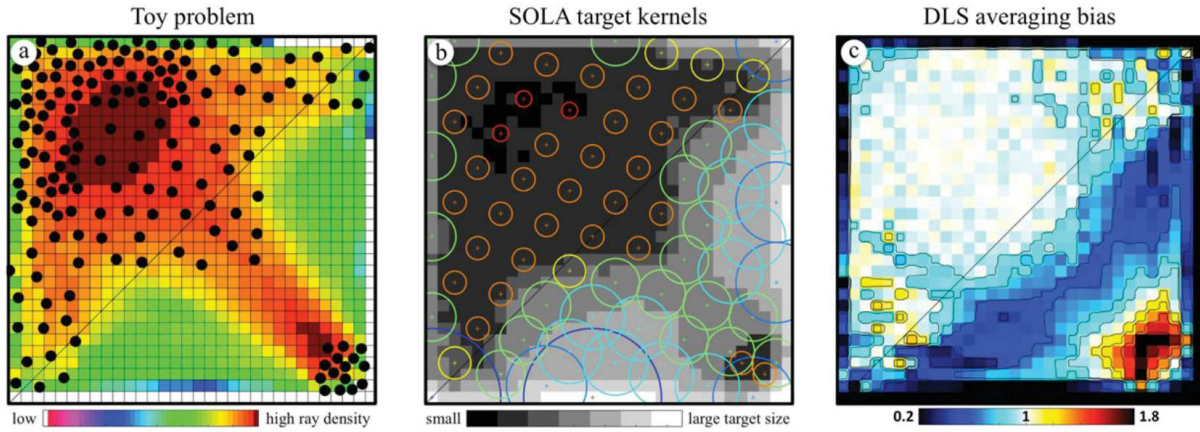 Toy problem
SOLA target kernels
DLS averaging bias
a
b
c
low
high ray density
small
large target size
0.2
1
1.8